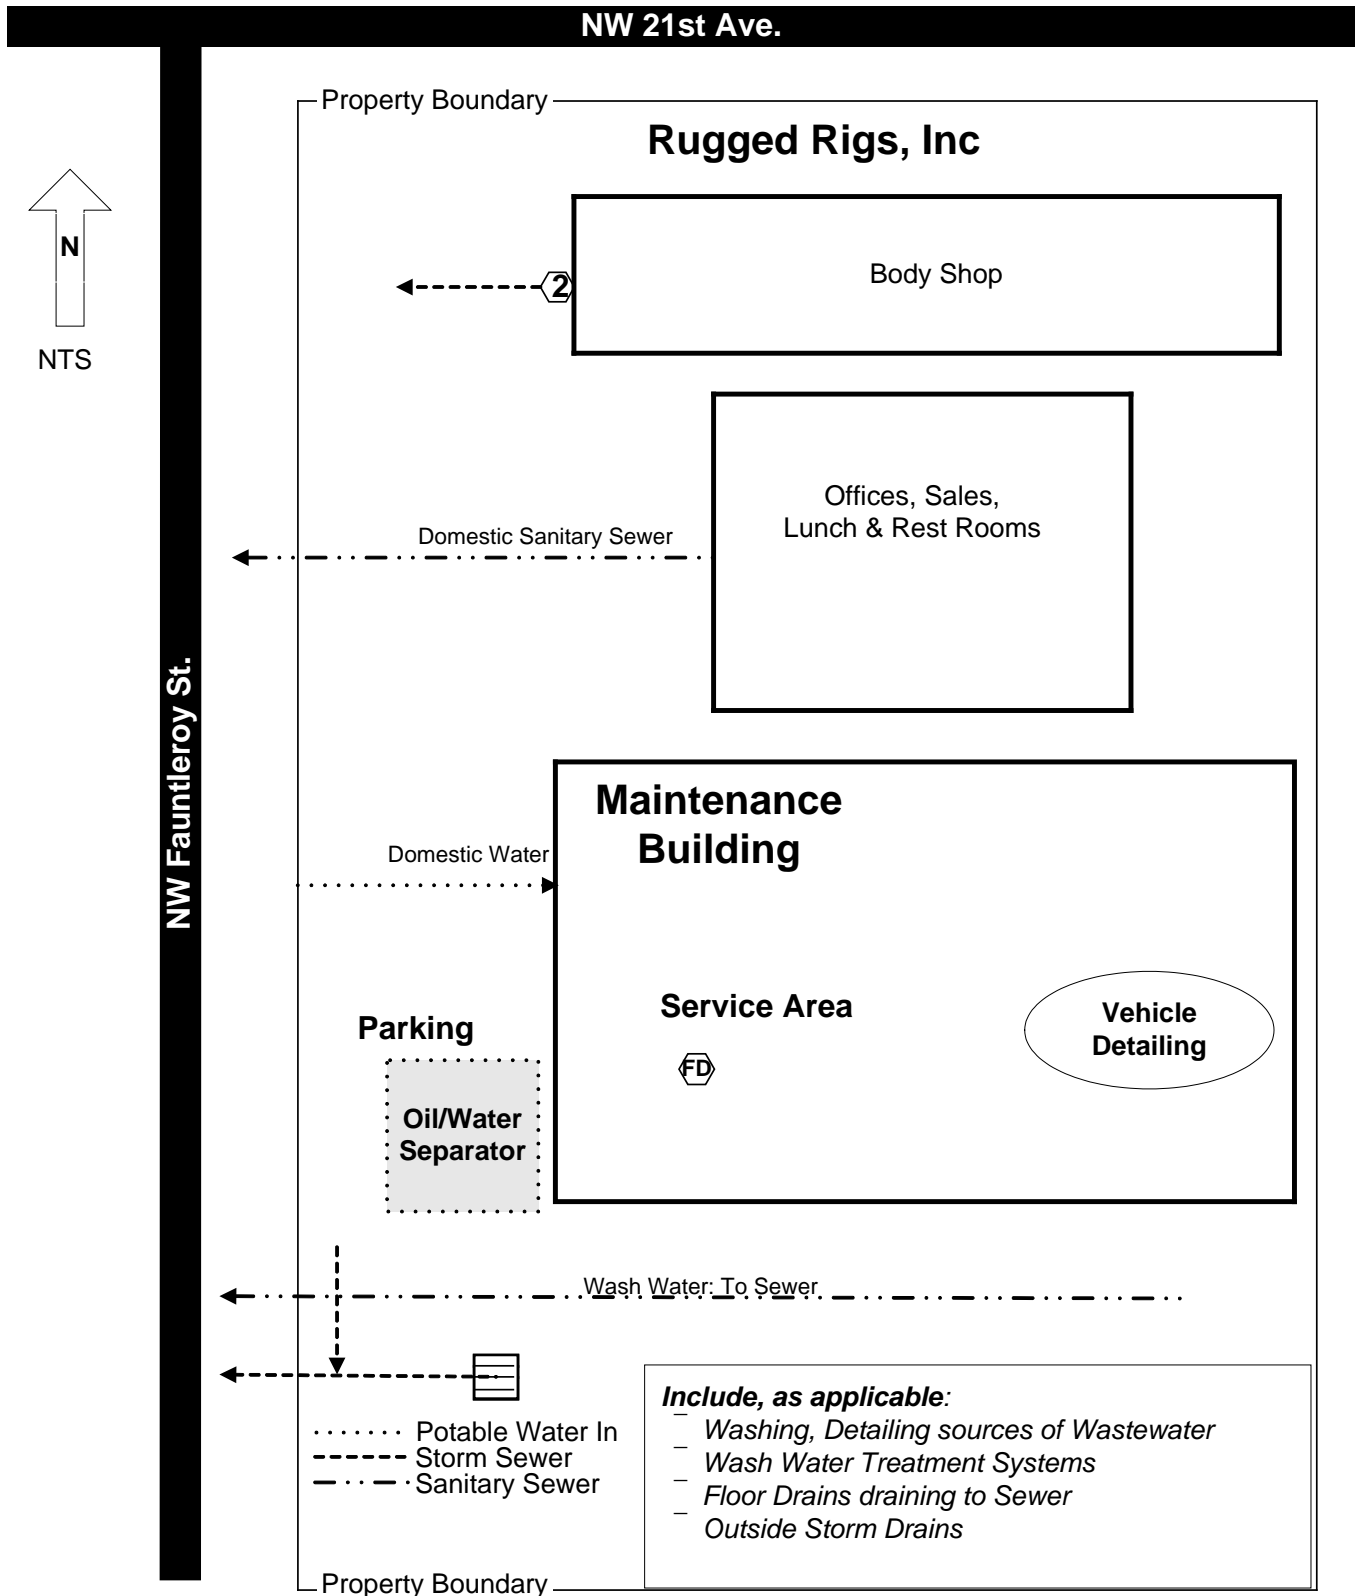 NW 21st Ave.
Property Boundary
Rugged Rigs, Inc
N
NTS
2
Body Shop
Offices, Sales,
Lunch & Rest Rooms
Domestic Sanitary Sewer
NW Fauntleroy St.
Maintenance
Building
Domestic Water
Service Area
FD
Vehicle
Detailing
Parking
Oil/Water
Separator
Wash Water: To Sewer
Potable Water In
Storm Sewer
Sanitary Sewer
Include, as applicable:
Washing, Detailing sources of Wastewater
Wash Water Treatment Systems
Floor Drains draining to Sewer
Outside Storm Drains
Property Boundary